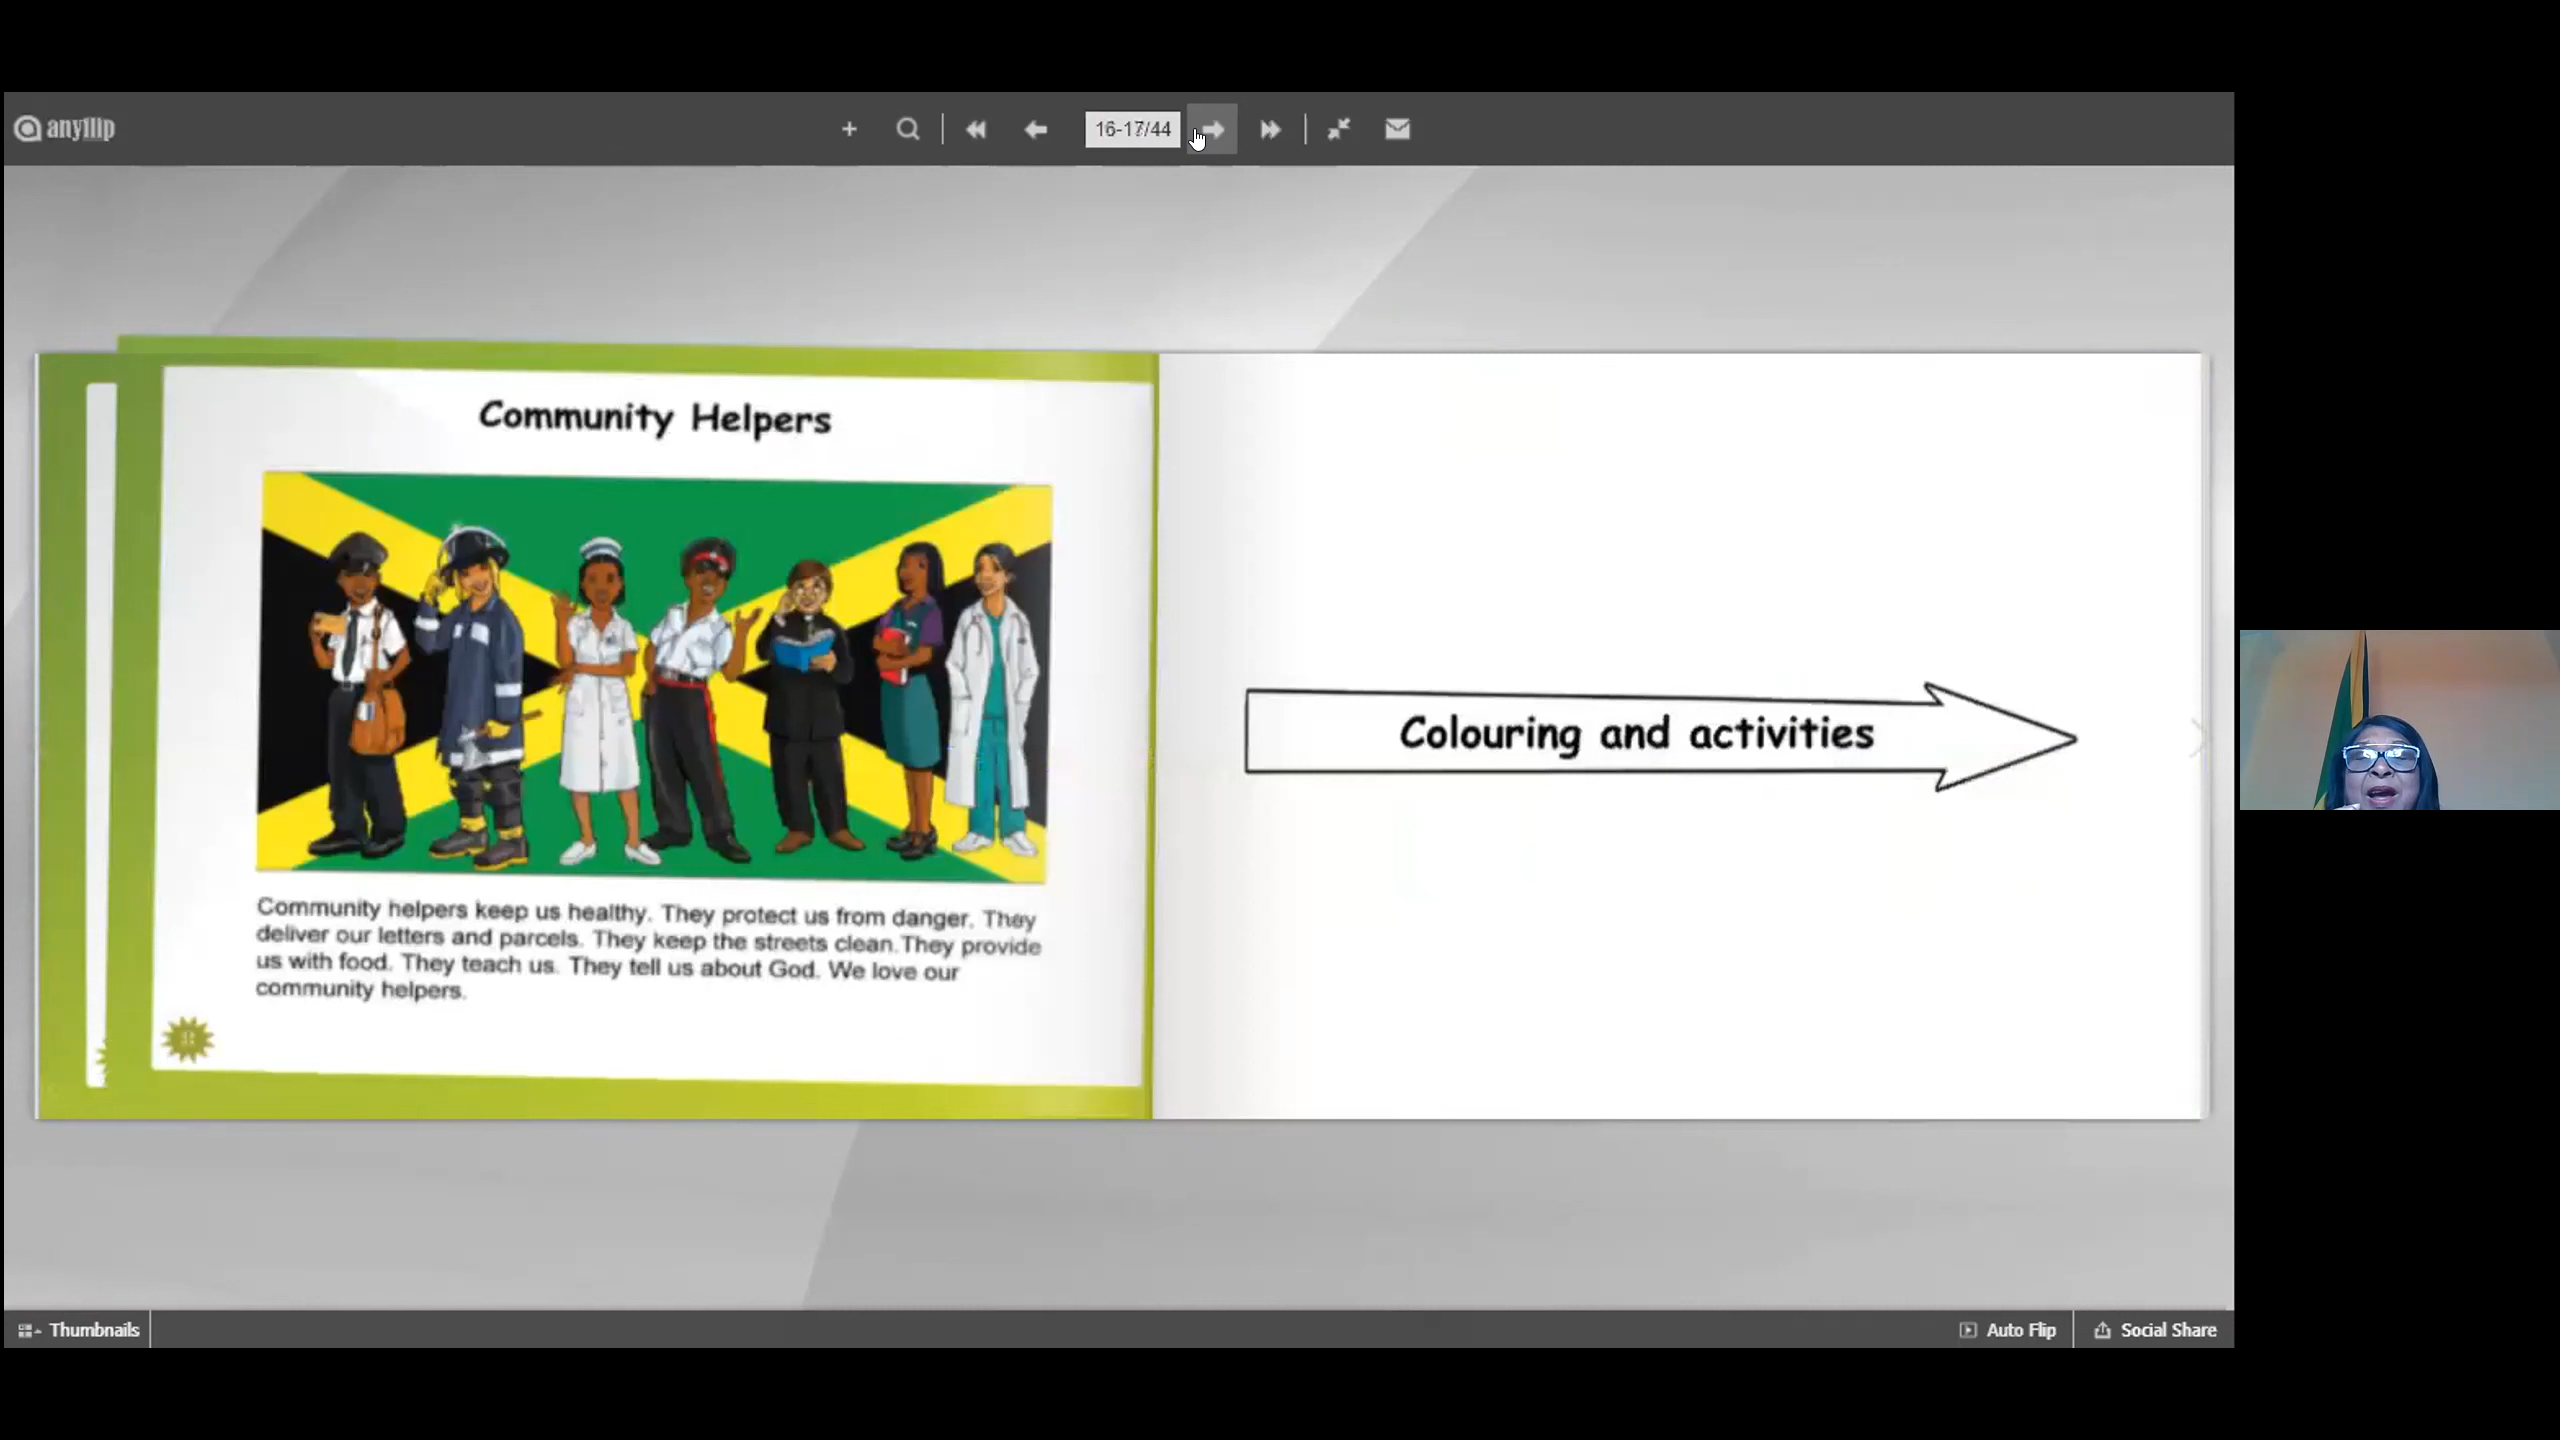 anyflip
16-17/44
Community Helpers
Community helpers keep us healthy. They protect us from danger. They
deliver our letters and parcels. They keep the streets clean.They provide
us with food. They teach us. They tell us about God. We love our
community helpers.
Colouring and activities
Thumbnails
Auto Flip
Social Share